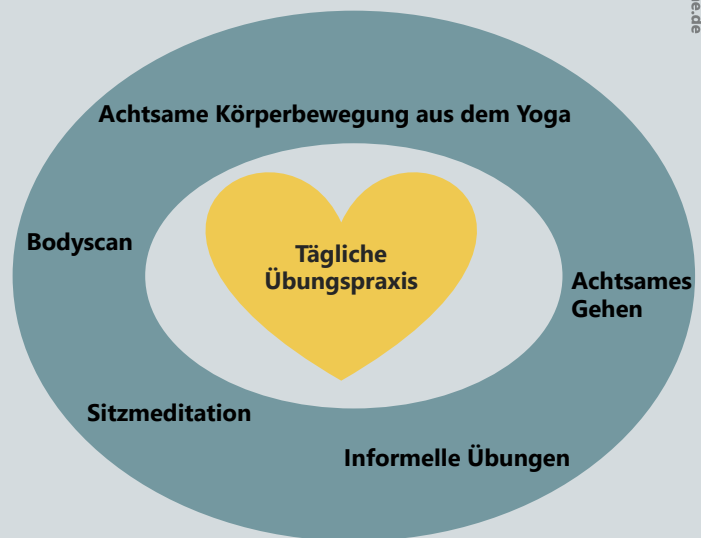 Achtsame Körperbewegung aus dem Yoga
Bodyscan
Tägliche
Übungspraxis
Achtsames
Gehen
Sitzmeditation
Informelle Übungen